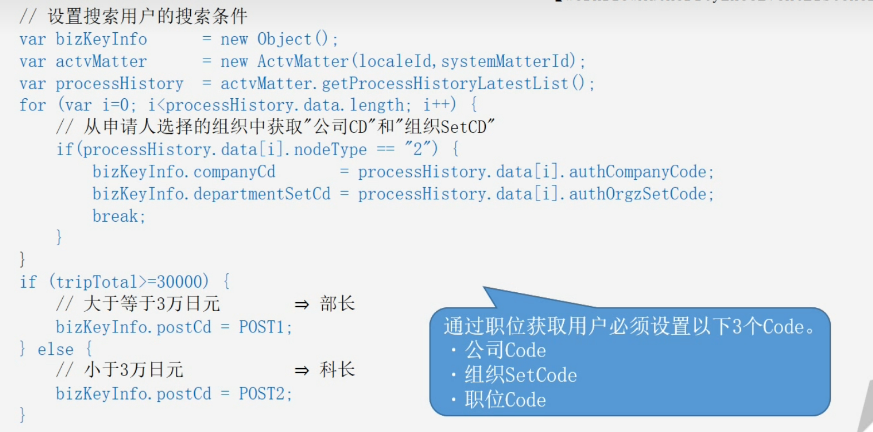 // 设置搜索用户的搜索条件
var bizKeyInfo = new Object();
var actvMatter = new ActvMatter(localeId,systemMatterId);
var processHistory = actvMatter.getProcessHistoryLatestList();
for (var i=0; i<processHistory.data.length; i++) {
// 从申请人选择的组织中获取"公司CD"和"组织SetCD"
if(processHistory.data[i].nodeType == "2") {
bizKeyInfo.companyCd = processHistory.data[i].authCompanyCode;
bizKeyInfo.departmentSetCd = processHistory.data[i].authOrgzSetCode;
break;
}
}
if (tripTotal>=30000) {
// 大于等于3万日元 ⇒ 部长
bizKeyInfo.postCd = POST1;
} else {
// 小于3万日元 ⇒ 科长
bizKeyInfo.postCd = POST2;
}
通过职位获取用户必须设置以下3个Code。
・公司Code
・组织SetCode
・职位Code